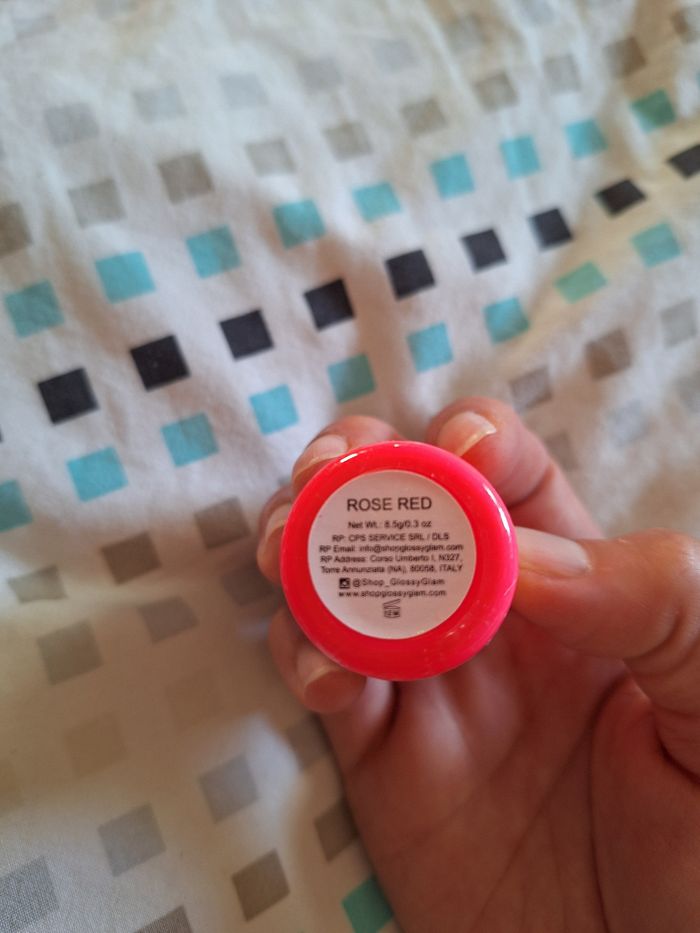 ROSE RED
Net Wt.: 8.5g/0.3 oz
RP: CPS SERVICE SRL / DLS
RP Email: info@shopglossyglam.com
RP Address: Corso Umberto I, N327,
Torre Annunziata (NA), 80058, ITALY
@Shop_GlossyGlam
www.shopglossyglam.com